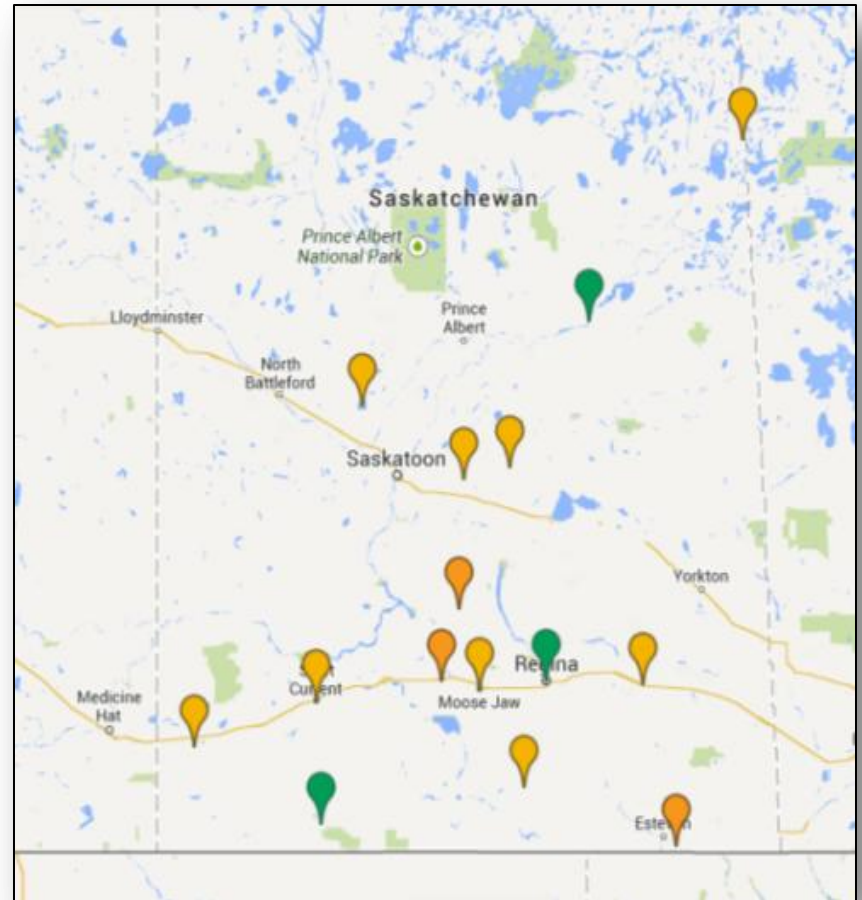 Saskatchewan
Prince Albert
National Park
Prince
Albert
Lloydminster
North
Battleford
Saskatoon
Yorkton
Regina
Medicine
Hat
Current
Moose Jaw